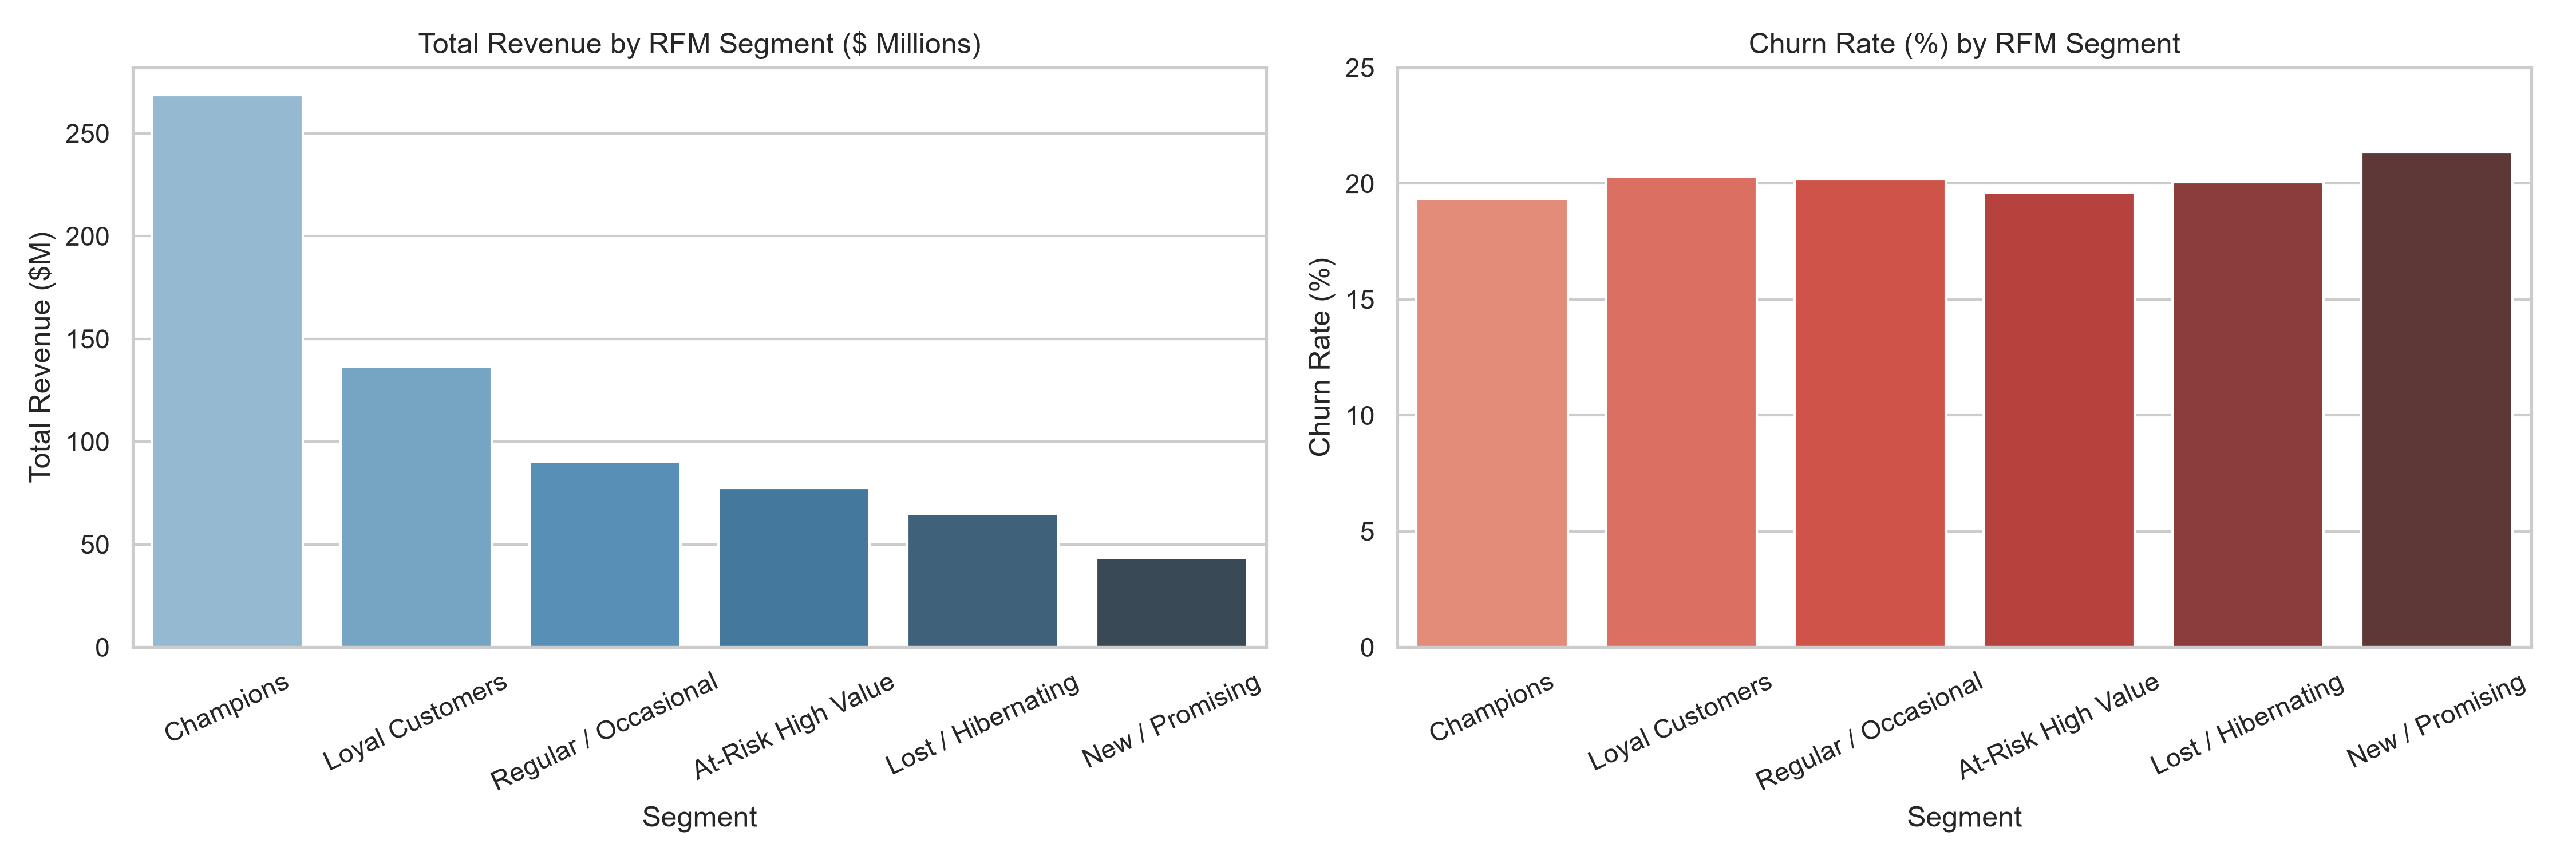 Total Revenue by RFM Segment ($ Millions)
Total Revenue ($M)
250
200
150
100
50
0
Champions
Loyal Customers
Regular / Occasional
At-Risk High Value
Lost / Hibernating
New / Promising
Segment
Churn Rate (%) by RFM Segment
Churn Rate (%)
25
20
15
10
5
0
Champions
Loyal Customers
Regular / Occasional
At-Risk High Value
Lost / Hibernating
New / Promising
Segment